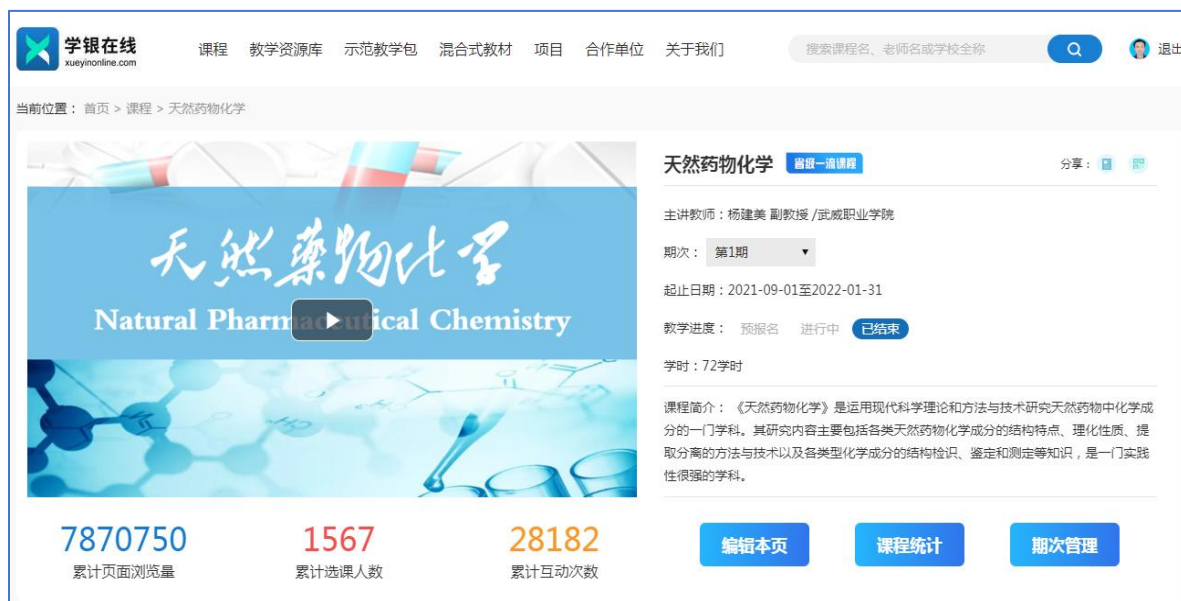 学银在线
xueyinonline.com
课程 教学资源库 示范教学包 混合式教材 项目 合作单位 关于我们
搜索课程名、老师名或学校全称
退出
当前位置： 首页 > 课程 > 天然药物化学
天然藥物化学
Natural Pharmaceutical Chemistry
天然药物化学 省级一流课程
分享：
主讲教师：杨建美 副教授 /武威职业学院
期次： 第1期
起止日期：2021-09-01至2022-01-31
教学进度： 预报名 进行中 已结束
学时：72学时
课程简介： 《天然药物化学》是运用现代科学理论和方法与技术研究天然药物中化学成
分的一门学科。其研究内容主要包括各类天然药物化学成分的结构特点、理化性质、提
取分离的方法与技术以及各类型化学成分的结构检识、鉴定和测定等知识，是一门实践
性很强的学科。
7870750
累计页面浏览量
1567
累计选课人数
28182
累计互动次数
编辑本页 课程统计 期次管理